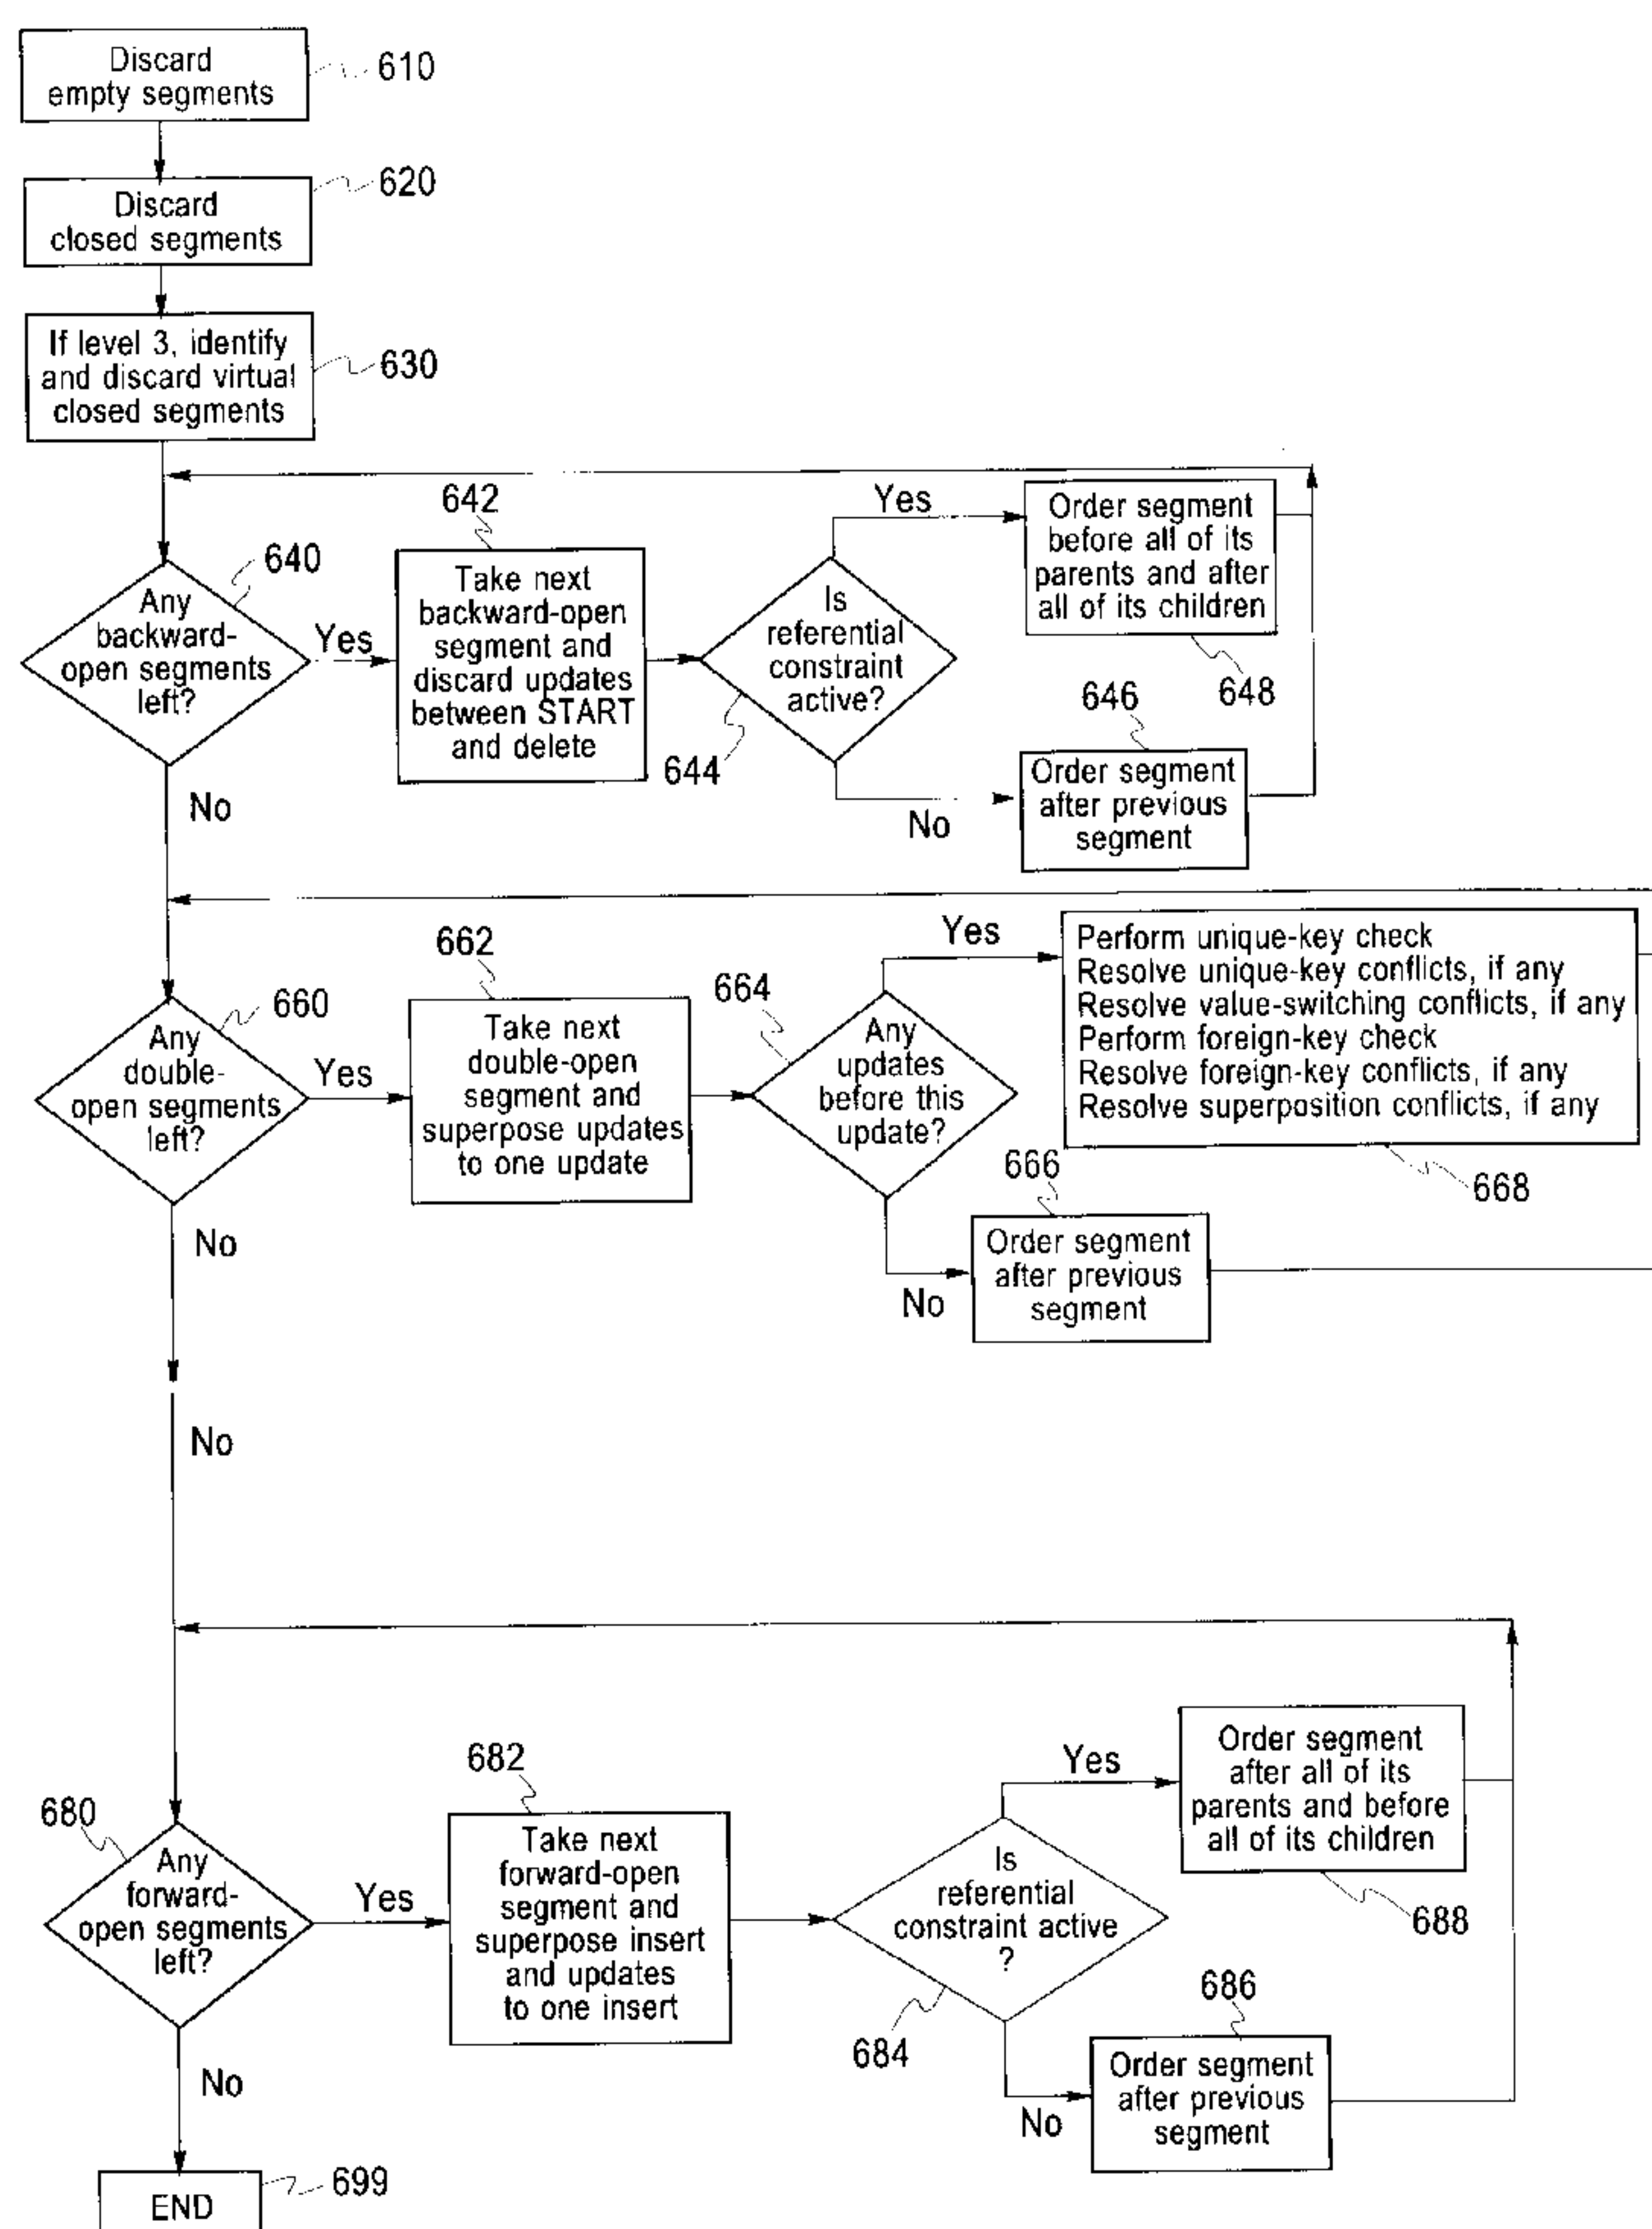 Discard
empty segments
610
Discard
closed segments
620
If level 3, identify
and discard virtual
closed segments
630
640
Any
backward-
open segments
left?
Yes
No
642
Take next
backward-open
segment and
discard updates
between START
and delete
Is
referential
constraint
active?
644
Yes
Order segment
before all of its
parents and after
all of its children
648
No
646
Order segment
after previous
segment
660
Any
double-
open segments
left?
Yes
No
662
Take next
double-open
segment and
superpose updates
to one update
664
Any
updates
before this
update?
Yes
Perform unique-key check
Resolve unique-key conflicts, if any
Resolve value-switching conflicts, if any
Perform foreign-key check
Resolve foreign-key conflicts, if any
Resolve superposition conflicts, if any
668
No
666
Order segment
after previous
segment
No
680
Any
forward-
open segments
left?
Yes
No
682
Take next
forward-open
segment and
superpose insert
and updates
to one insert
Is
referential
constraint active
?
684
Yes
Order segment
after all of its
parents and before
all of its children
688
No
686
Order segment
after previous
segment
END
699